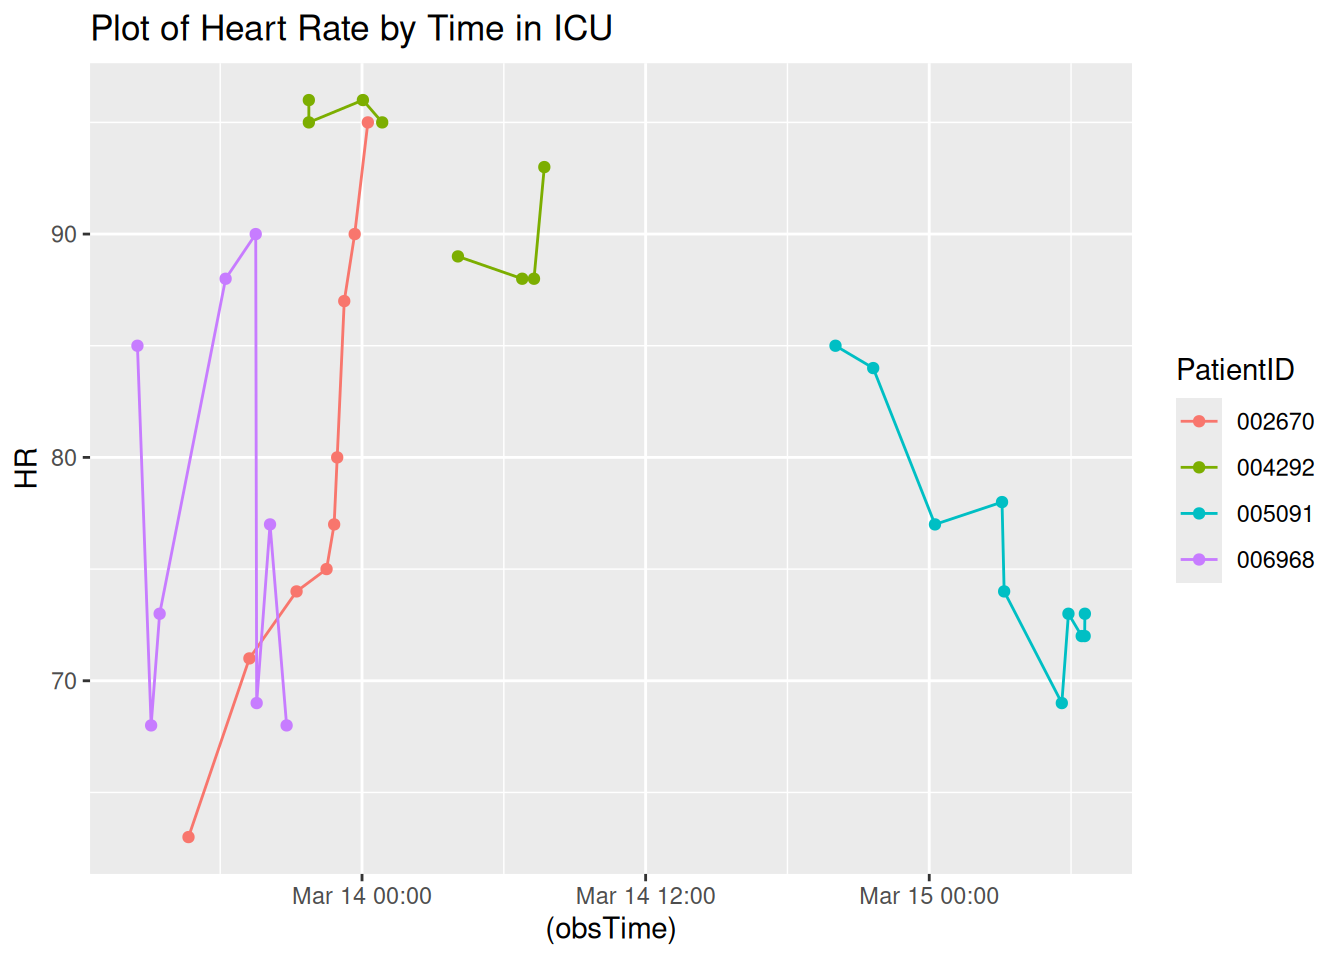 Plot of Heart Rate by Time in ICU
90
80
70
HR
Mar 14 00:00
Mar 14 12:00
Mar 15 00:00
(obsTime)
PatientID
002670
004292
005091
006968